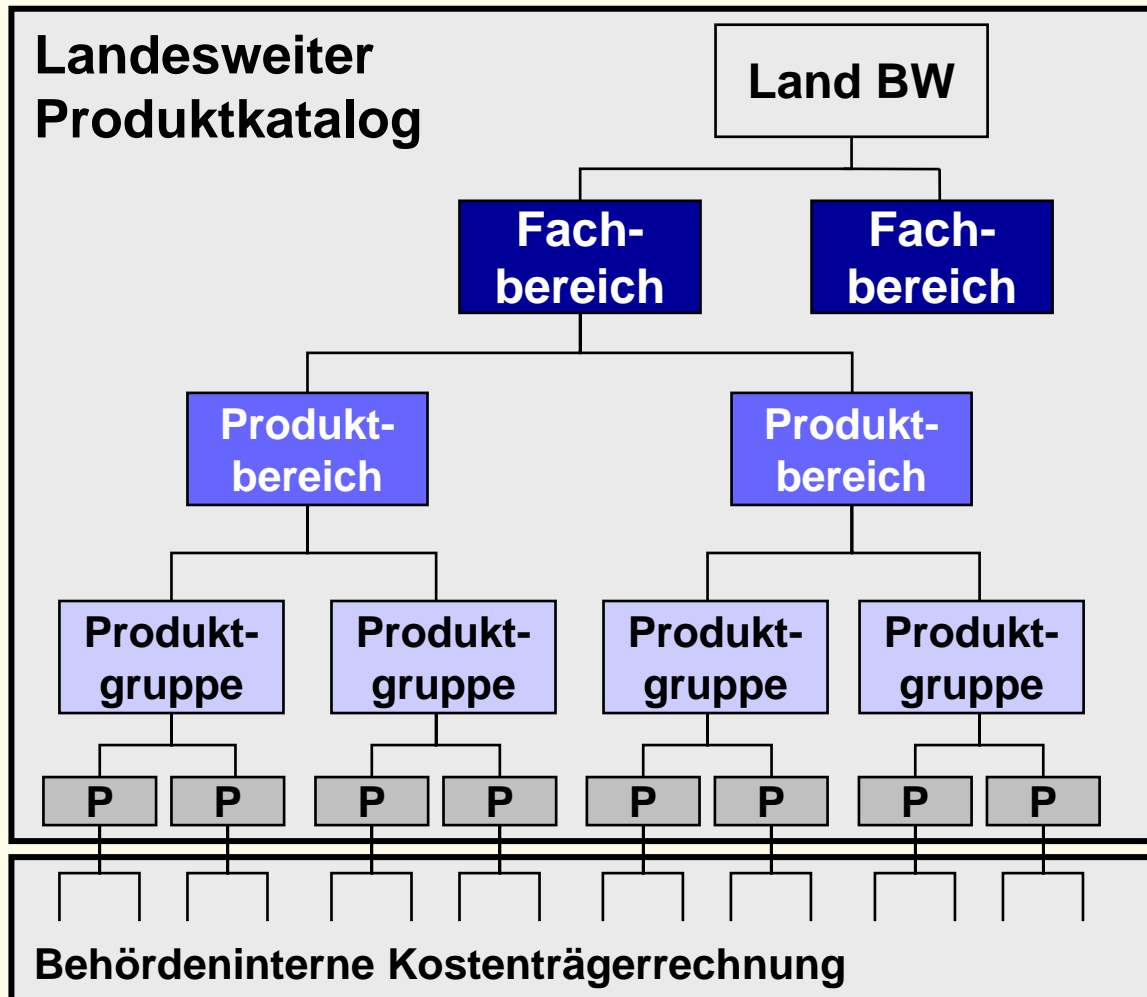 Landesweiter
Produktkatalog
Land BW
Fach-
bereich
Fach-
bereich
Produkt-
bereich
Produkt-
bereich
Produkt-
gruppe
Produkt-
gruppe
Produkt-
gruppe
Produkt-
gruppe
P
P
P
P
P
P
P
P
Behördeninterne Kostenträgerrechnung